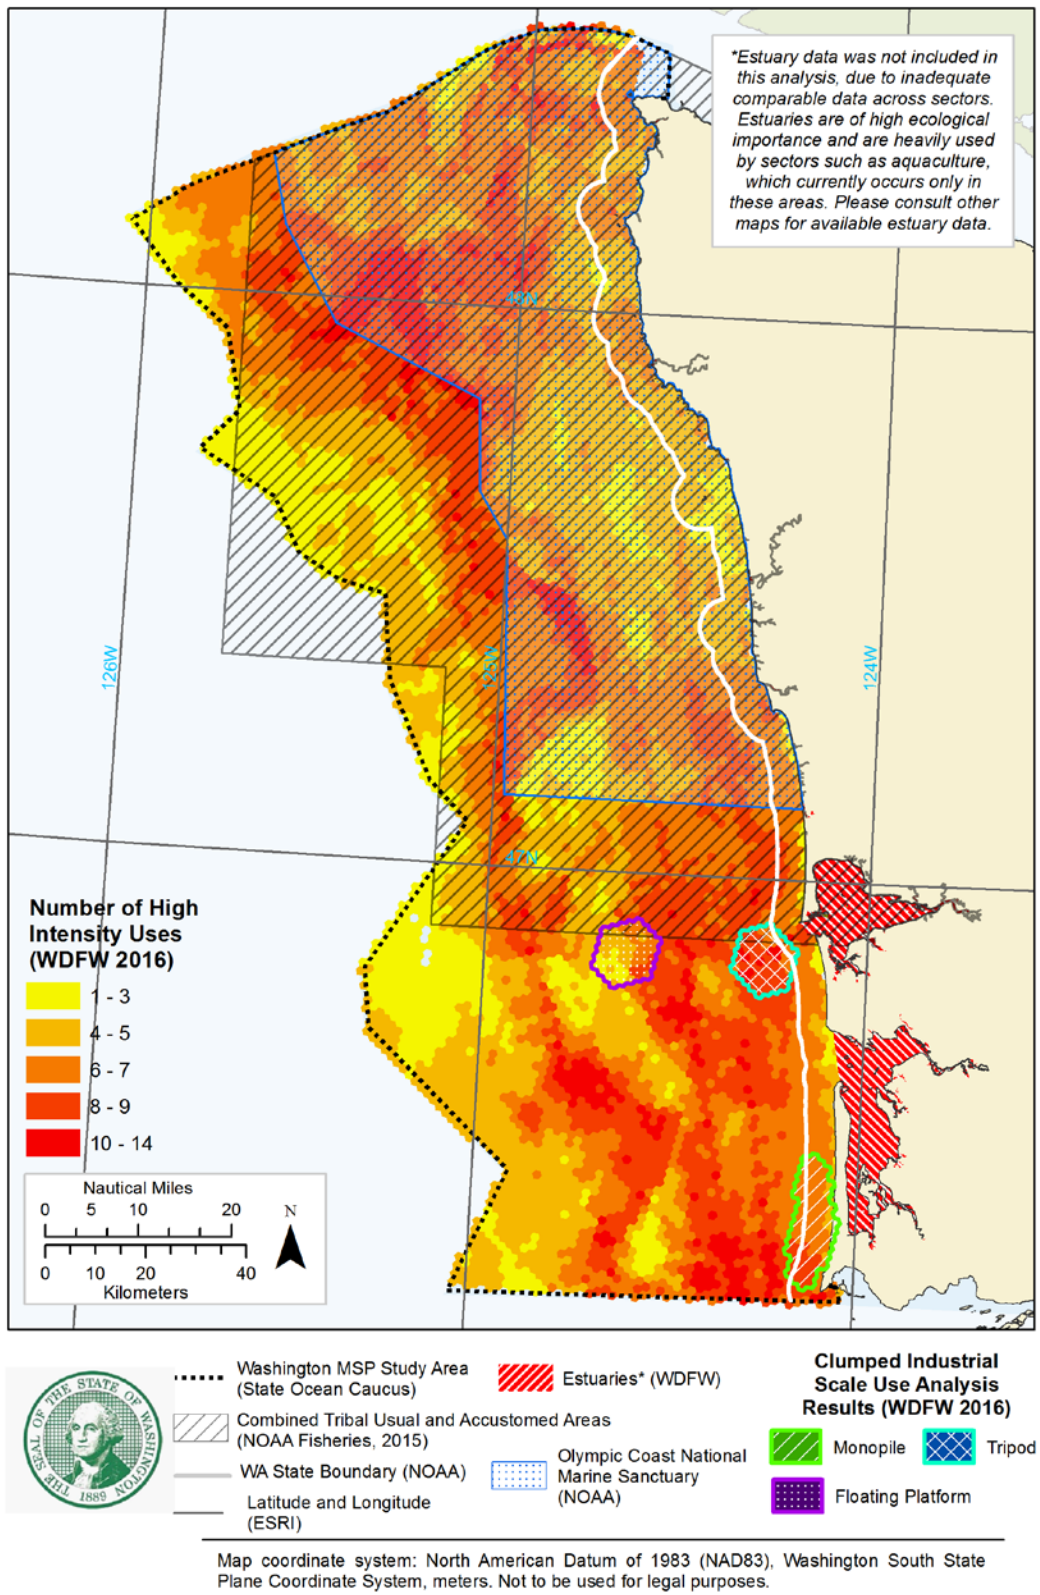 *Estuary data was not included in
this analysis, due to inadequate
comparable data across sectors.
Estuaries are of high ecological
importance and are heavily used
by sectors such as aquaculture,
which currently occurs only in
these areas. Please consult other
maps for available estuary data.
48N
126W
125W
124W
47N
Number of High
Intensity Uses
(WDFW 2016)
1 - 3
4 - 5
6 - 7
8 - 9
10 - 14
Nautical Miles
0 5 10 20
0 10 20 40
Kilometers
N
THE SEAL OF THE STATE OF WASHINGTON
1889
Washington MSP Study Area
(State Ocean Caucus)
Combined Tribal Usual and Accustomed Areas
(NOAA Fisheries, 2015)
WA State Boundary (NOAA)
Latitude and Longitude
(ESRI)
Estuaries* (WDFW)
Olympic Coast National
Marine Sanctuary
(NOAA)
Clumped Industrial
Scale Use Analysis
Results (WDFW 2016)
Monopile
Tripod
Floating Platform
Map coordinate system: North American Datum of 1983 (NAD83), Washington South State
Plane Coordinate System, meters. Not to be used for legal purposes.